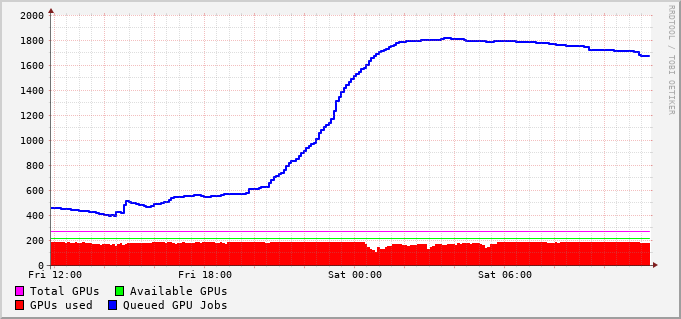 2000
1800
1600
1400
1200
1000
800
600
400
200
0
Fri 12:00 Fri 18:00 Sat 00:00 Sat 06:00
Total GPUs Available GPUs
GPUs used Queued GPU Jobs
RRDTOOL / TOBI OETIKER